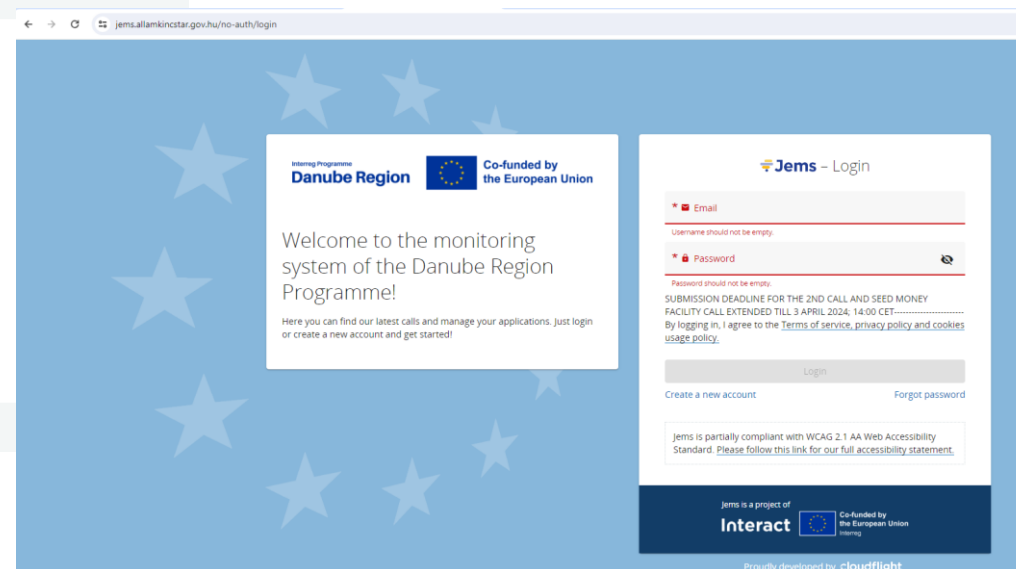 jems.allamkincstar.gov.hu/no-auth/login
Interreg Programme
Danube Region
Co-funded by
the European Union
Welcome to the monitoring
system of the Danube Region
Programme!
Here you can find our latest calls and manage your applications. Just login
or create a new account and get started!
Jems – Login
* Email
Username should not be empty.
* Password
Password should not be empty.
SUBMISSION DEADLINE FOR THE 2ND CALL AND SEED MONEY
FACILITY CALL EXTENDED TILL 3 APRIL 2024; 14:00 CET------------------------
By logging in, I agree to the Terms of service, privacy policy and cookies
usage policy.
Login
Create a new account
Forgot password
Jems is partially compliant with WCAG 2.1 AA Web Accessibility
Standard. Please follow this link for our full accessibility statement.
Jems is a project of
Interact
Co-funded by
the European Union
Interreg
Proudly developed by cloudflight